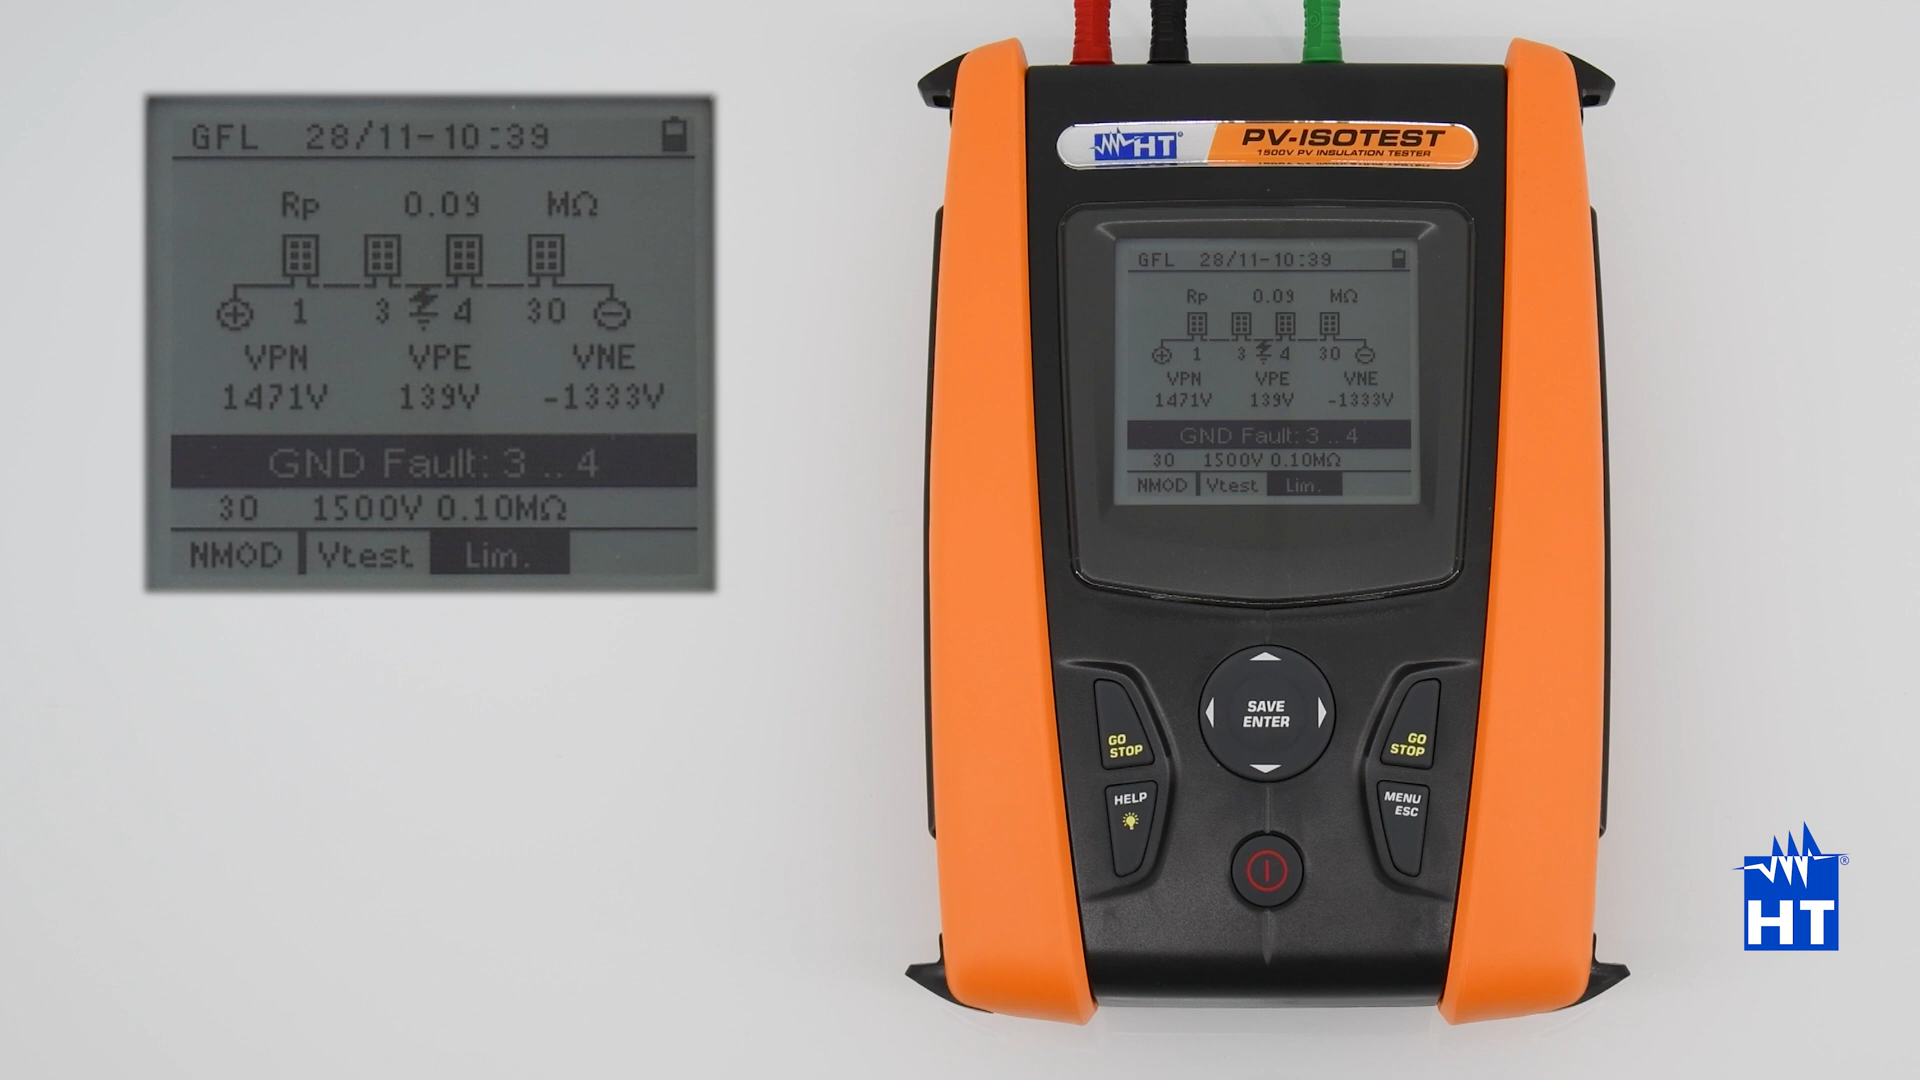 GFL 28/11-10:39
Rp 0.09 MΩ
1 3 4 30
VPN VPE VNE
1471V 139V -1333V
GND Fault: 3 .. 4
30 1500V 0.10MΩ
NMOD Vtest Lim.
HT
PV-ISOTEST
1500V PV INSULATION TESTER
GFL 28/11-10:39
Rp 0.09 MΩ
1 3 4 30
VPN VPE VNE
1471V 139V -1333V
GND Fault: 3 .. 4
30 1500V 0.10MΩ
NMOD Vtest Lim.
SAVE
ENTER
GO
STOP
GO
STOP
HELP
MENU
ESC
HT®